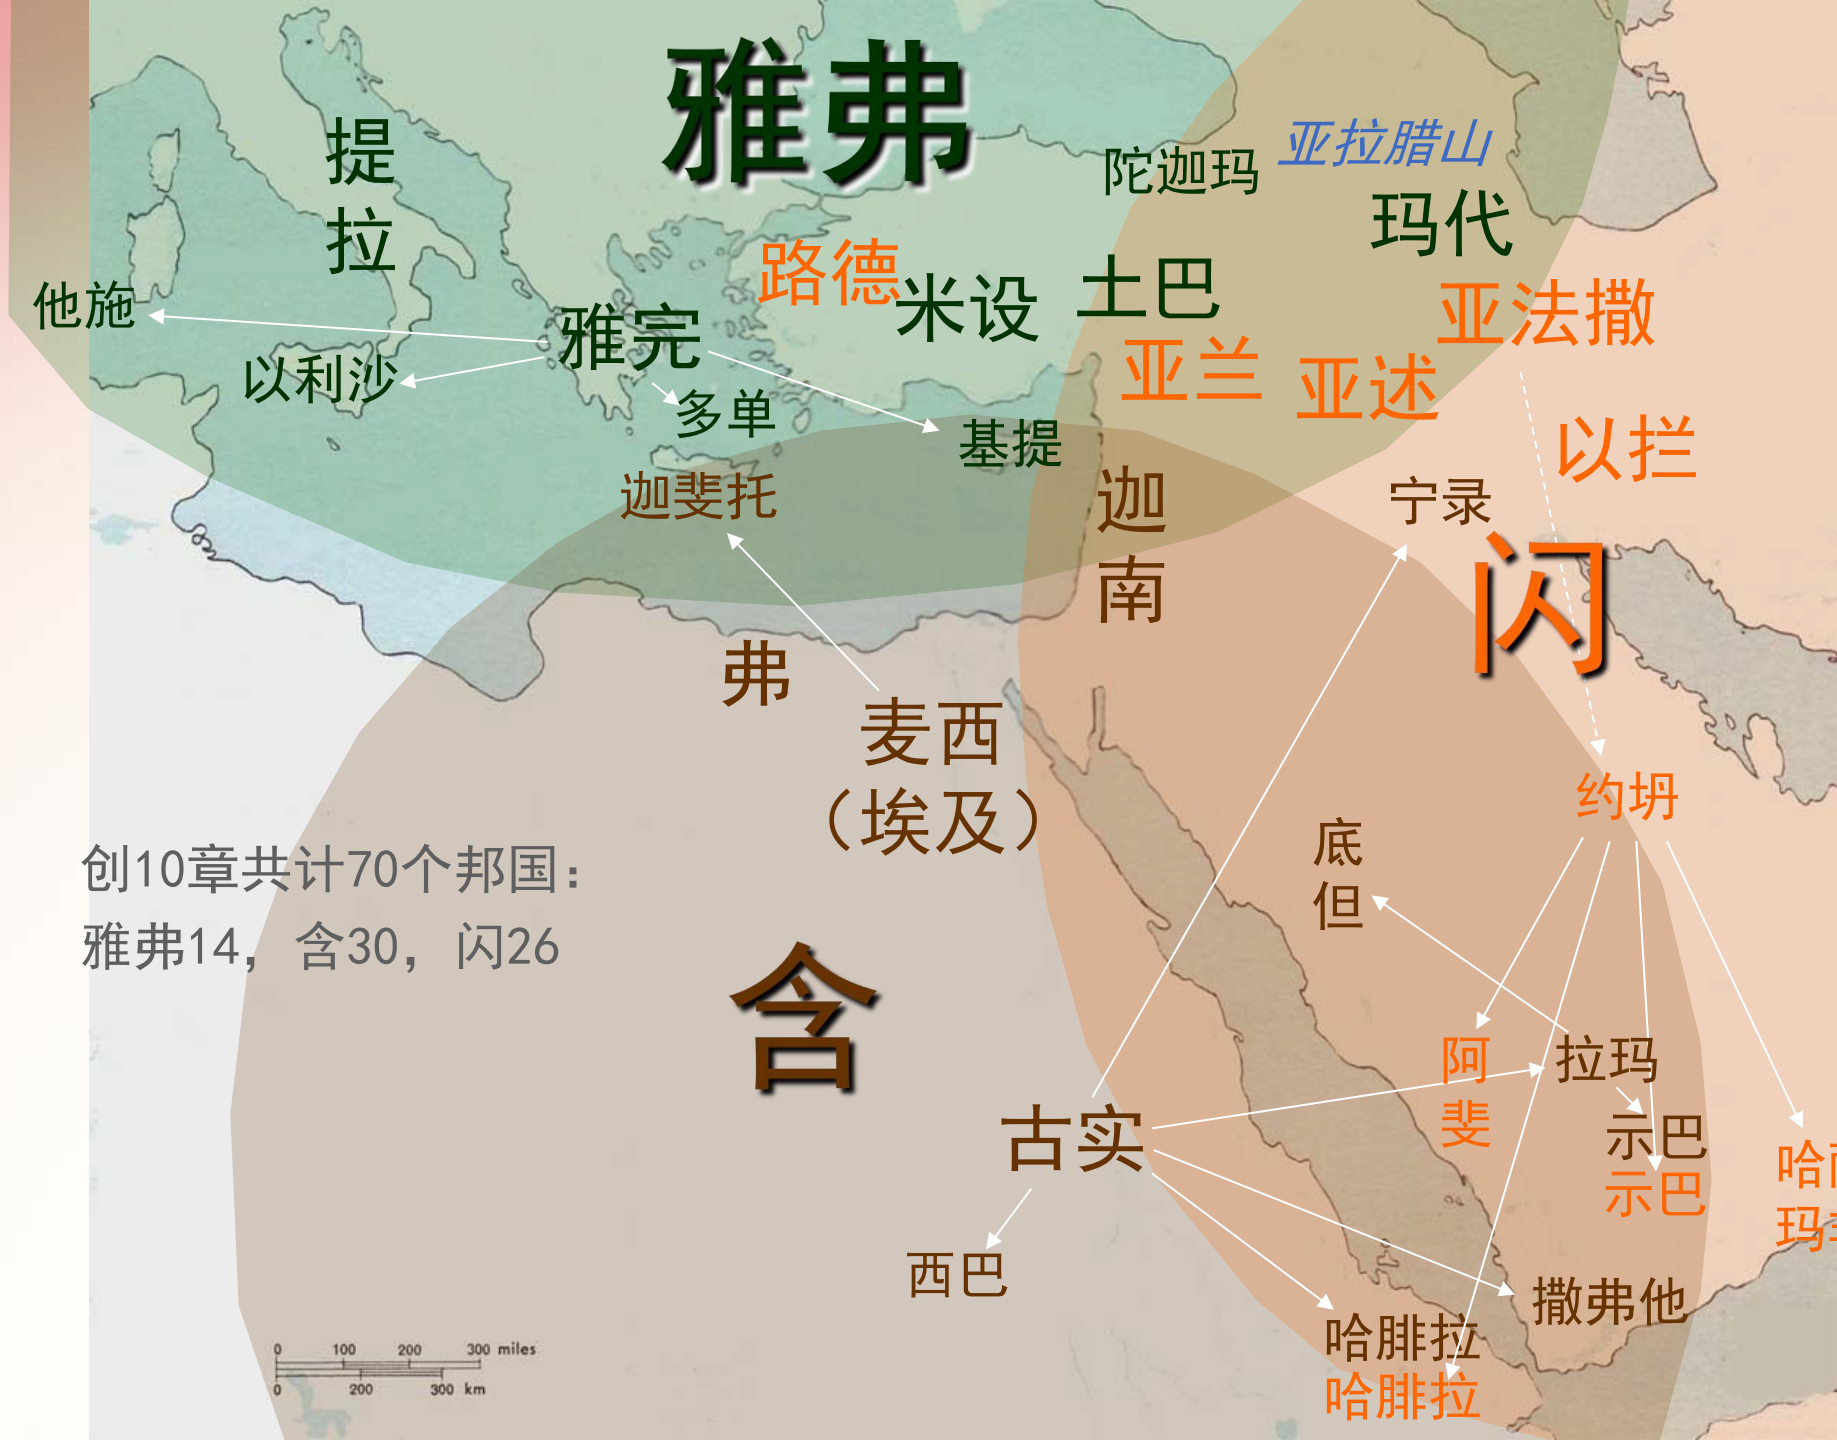 雅弗
提
拉
陀迦玛
亚拉腊山
玛代
路德
米设
土巴
他施
雅完
亚法撒
以利沙
亚兰
亚述
多单
基提
以拦
迦斐托
迦
南
宁录
闪
弗
麦西
（埃及）
约坍
底
但
创10章共计70个邦国：
雅弗14，含30，闪26
含
阿
斐
拉玛
古实
示巴
示巴
哈
玛
西巴
撒弗他
哈腓拉
哈腓拉
0 100 200 300 miles
0 200 300 km